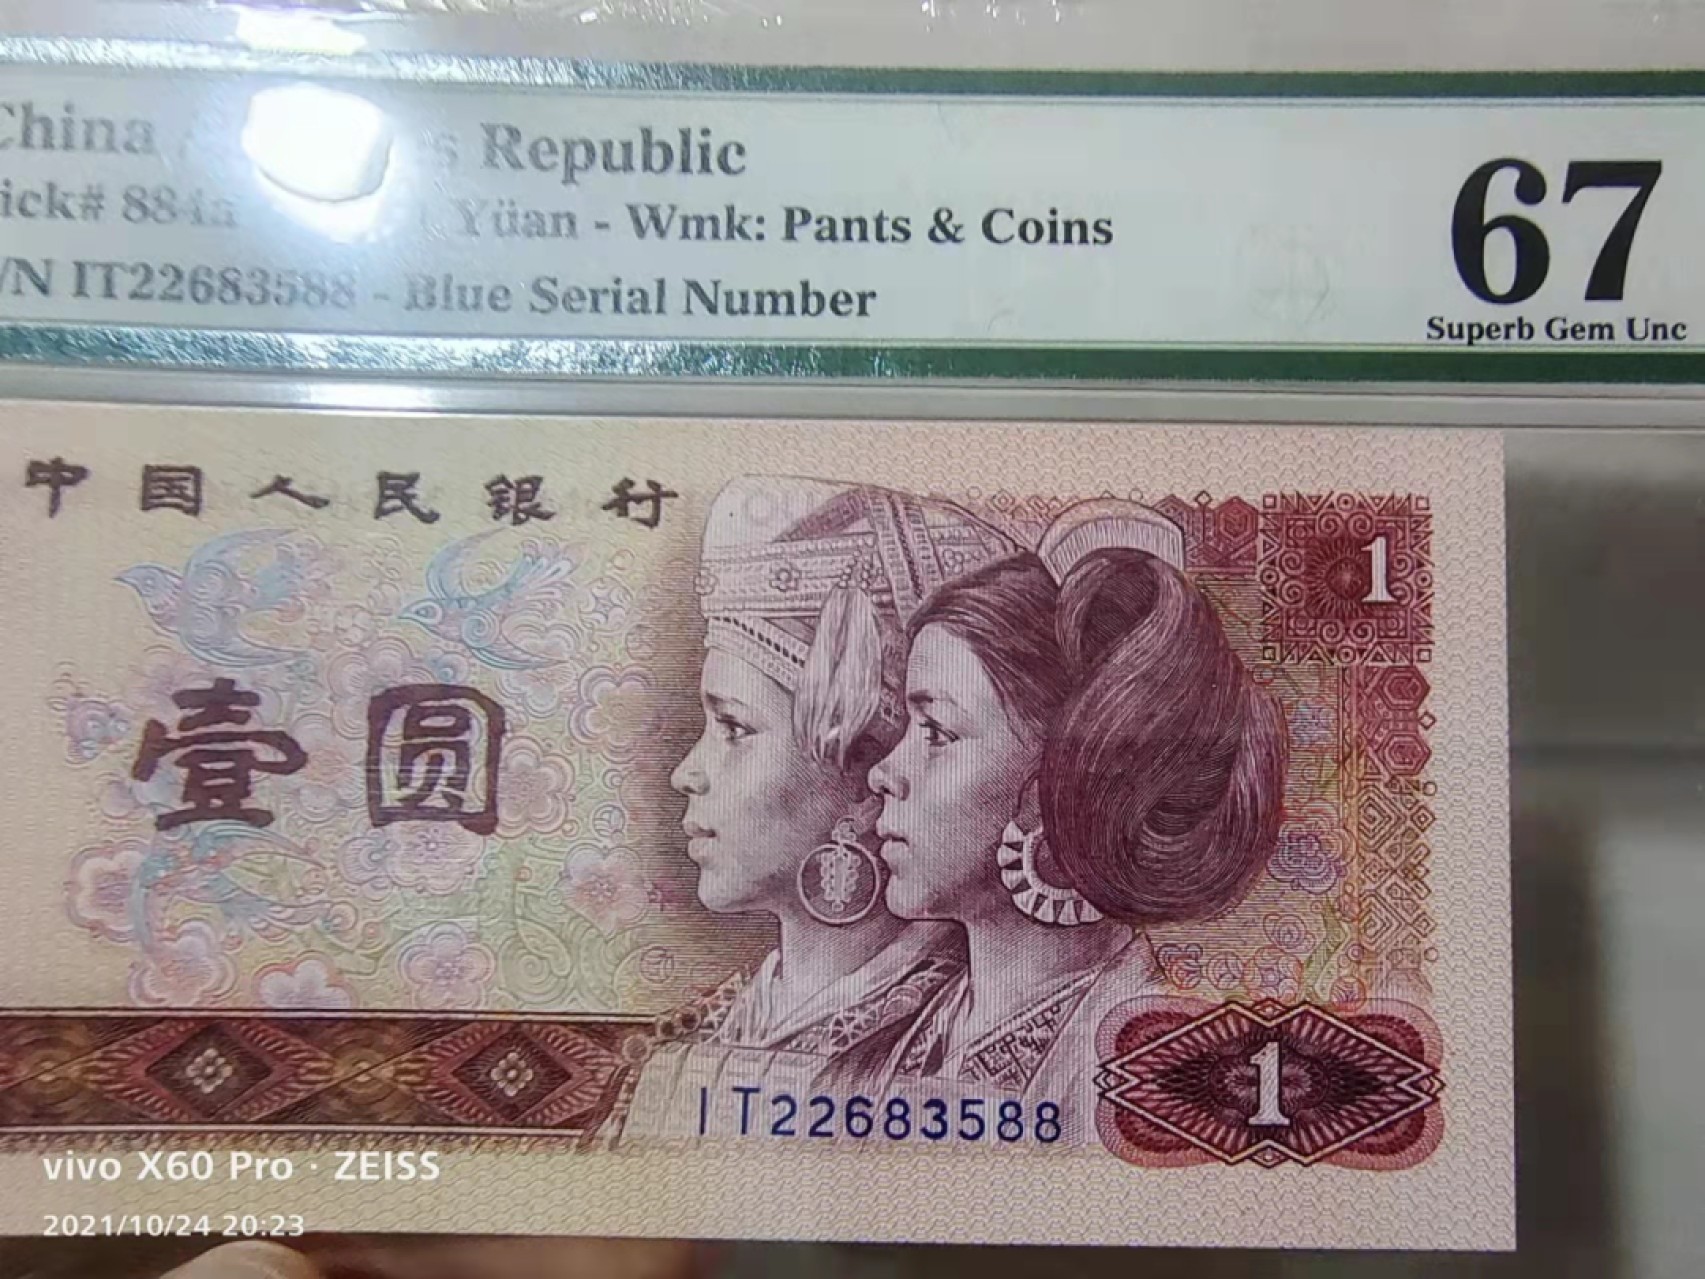 China Republic
ick# 884a Yüan - Wmk: Pants & Coins
/N IT22683588 - Blue Serial Number
67
Superb Gem Unc
中国人民银行
1
壹圆
1
IT22683588
vivo X60 Pro · ZEISS
2021/10/24 20:23